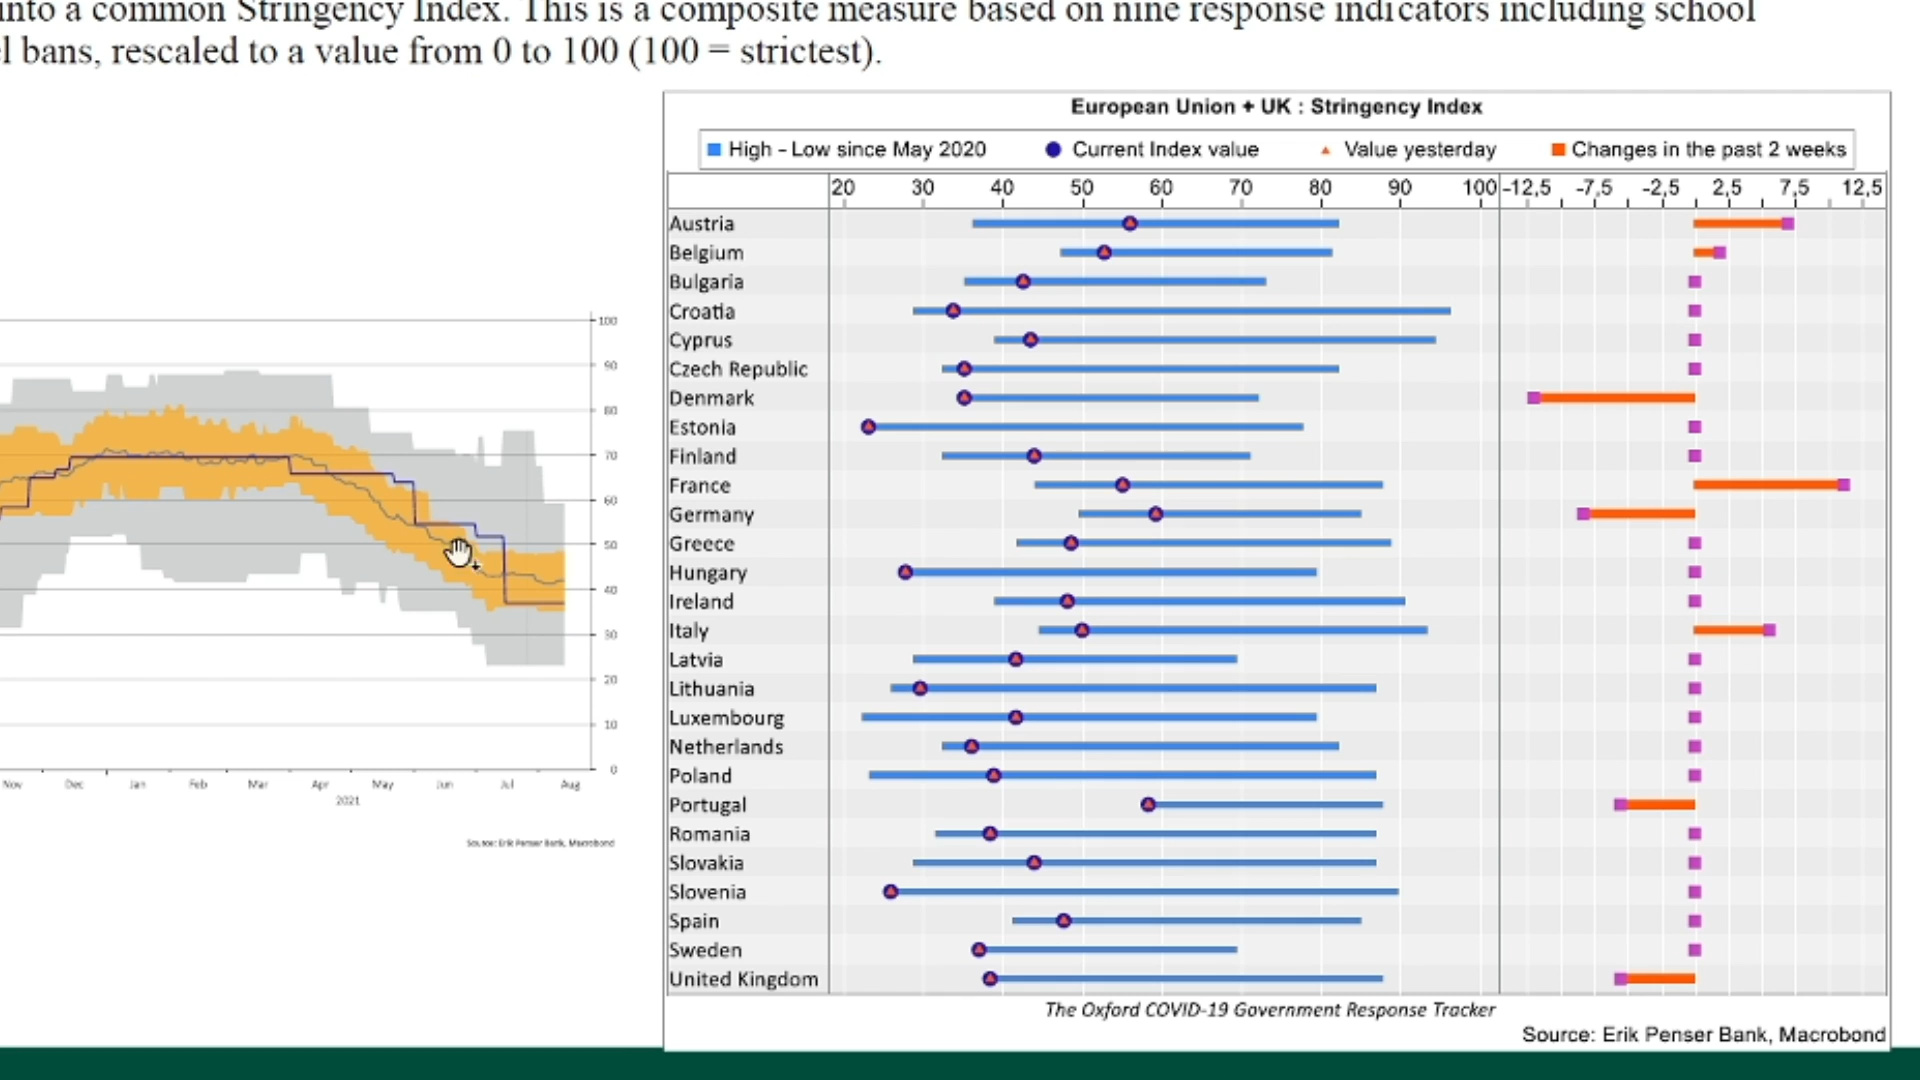 into a common Stringency Index. This is a composite measure based on nine response indicators including school
l bans, rescaled to a value from 0 to 100 (100 = strictest).
European Union + UK : Stringency Index
High - Low since May 2020 Current Index value Value yesterday Changes in the past 2 weeks
20 30 40 50 60 70 80 90 100 -12,5 -7,5 -2,5 2,5 7,5 12,5
Austria
Belgium
Bulgaria
Croatia
Cyprus
Czech Republic
Denmark
Estonia
Finland
France
Germany
Greece
Hungary
Ireland
Italy
Latvia
Lithuania
Luxembourg
Netherlands
Poland
Portugal
Romania
Slovakia
Slovenia
Spain
Sweden
United Kingdom
The Oxford COVID-19 Government Response Tracker
Source: Erik Penser Bank, Macrobond
100
90
80
70
60
50
40
30
20
10
0
Nov Dec Jan Feb Mar Apr May Jun Jul Aug
2021
Source: Erik Penser Bank, Macrobond